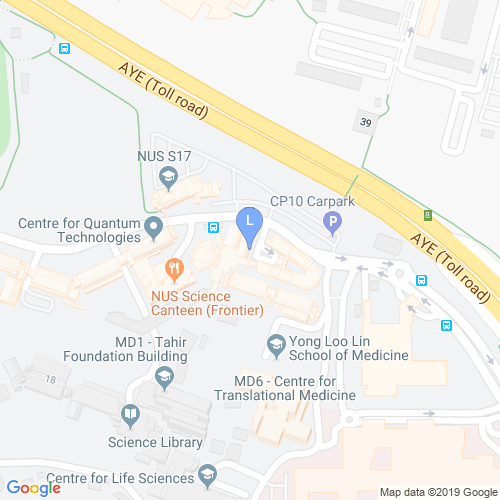 AYE (Toll road)
39
NUS S17
CP10 Carpark
P
8
L
Centre for Quantum
Technologies
AYE (Toll road)
NUS Science
Canteen (Frontier)
MD1 - Tahir
Foundation Building
Yong Loo Lin
School of Medicine
18
MD6 - Centre for
Translational Medicine
Science Library
Centre for Life Sciences
Google
Map data ©2019 Google